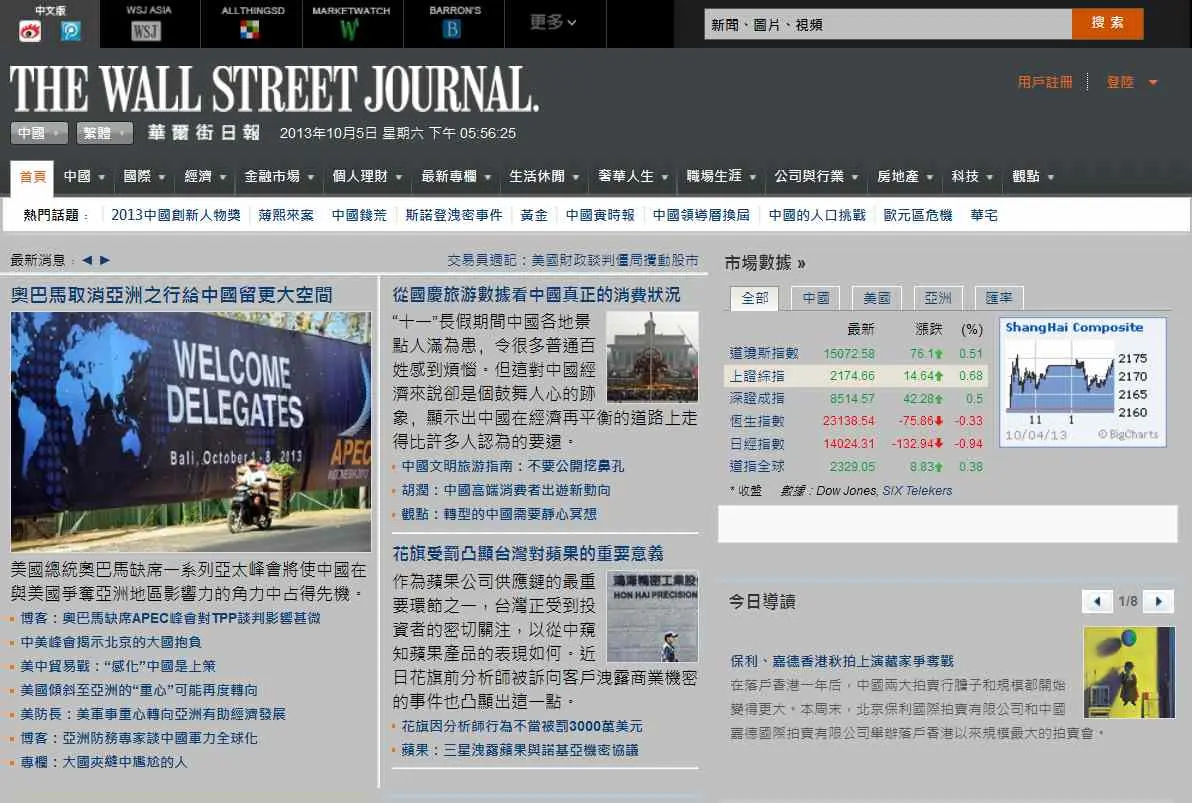 中文版
WSJ ASIA
WSJ
ALLTHINGSD
MARKETWATCH
W
BARRON'S
B
更多
新聞、圖片、視頻
搜 索
THE WALL STREET JOURNAL.
用戶註冊
登陸
中國
繁體
華爾街日報
2013年10月5日 星期六 下午 05:56:25
首頁 中國 國際 經濟 金融市場 個人理財 最新專欄 生活休閒 奢華人生 職場生涯 公司與行業 房地產 科技 觀點
熱門話題： 2013中國創新人物獎 薄熙來案 中國錢荒 斯諾登洩密事件 黃金 中國實時報 中國領導層換屆 中國的人口挑戰 歐元區危機 華宅
最新消息：
交易員週記：美國財政談判僵局攪動股市
奧巴馬取消亞洲之行給中國留更大空間
WELCOME
DELEGATES
Bali, October 1 - 8, 2013
APEC
INDONESIA 2013
美國總統奧巴馬缺席一系列亞太峰會將使中國在
與美國爭奪亞洲地區影響力的角力中占得先機。
博客：奧巴馬缺席APEC峰會對TPP談判影響甚微
中美峰會揭示北京的大國抱負
美中貿易戰：“感化”中國是上策
美國傾斜至亞洲的“重心”可能再度轉向
美防長：美軍事重心轉向亞洲有助經濟發展
博客：亞洲防務專家談中國軍力全球化
專欄：大國夾縫中尷尬的人
從國慶旅游數據看中國真正的消費狀況
“十一”長假期間中國各地景
點人滿為患，令很多普通百
姓感到煩惱。但這對中國經
濟來說卻是個鼓舞人心的跡
象，顯示出中國在經濟再平衡的道路上走
得比許多人認為的要遠。
中國文明旅游指南：不要公開挖鼻孔
胡潤：中國高端消費者出遊新動向
觀點：轉型的中國需要靜心冥想
花旗受罰凸顯台灣對蘋果的重要意義
作為蘋果公司供應鏈的最重
要環節之一，台灣正受到投
資者的密切關注，以從中窺
知蘋果產品的表現如何。近
日花旗前分析師被訴向客戶洩露商業機密
的事件也凸顯出這一點。
鴻海精密工業股
HON HAI PRECISION
花旗因分析師行為不當被罰3000萬美元
蘋果：三星洩露蘋果與諾基亞機密協議
市場數據 »
全部 中國 美國 亞洲 匯率
最新 漲跌 (%)
道瓊斯指數 15072.58 76.1 0.51
上證綜指 2174.66 14.64 0.68
深證成指 8514.57 42.28 0.5
恆生指數 23138.54 -75.86 -0.33
日經指數 14024.31 -132.94 -0.94
道指全球 2329.05 8.83 0.38
* 收盤 數據：Dow Jones, SIX Telekers
ShangHai Composite
2175
2170
2165
2160
11 1
10/04/13 ©BigCharts
今日導讀
1/8
保利、嘉德香港秋拍上演藏家爭奪戰
在落戶香港一年后，中國兩大拍賣行膽子和規模都開始
變得更大。本周末，北京保利國際拍賣有限公司和中國
嘉德國際拍賣有限公司舉辦落戶香港以來規模最大的拍賣會。